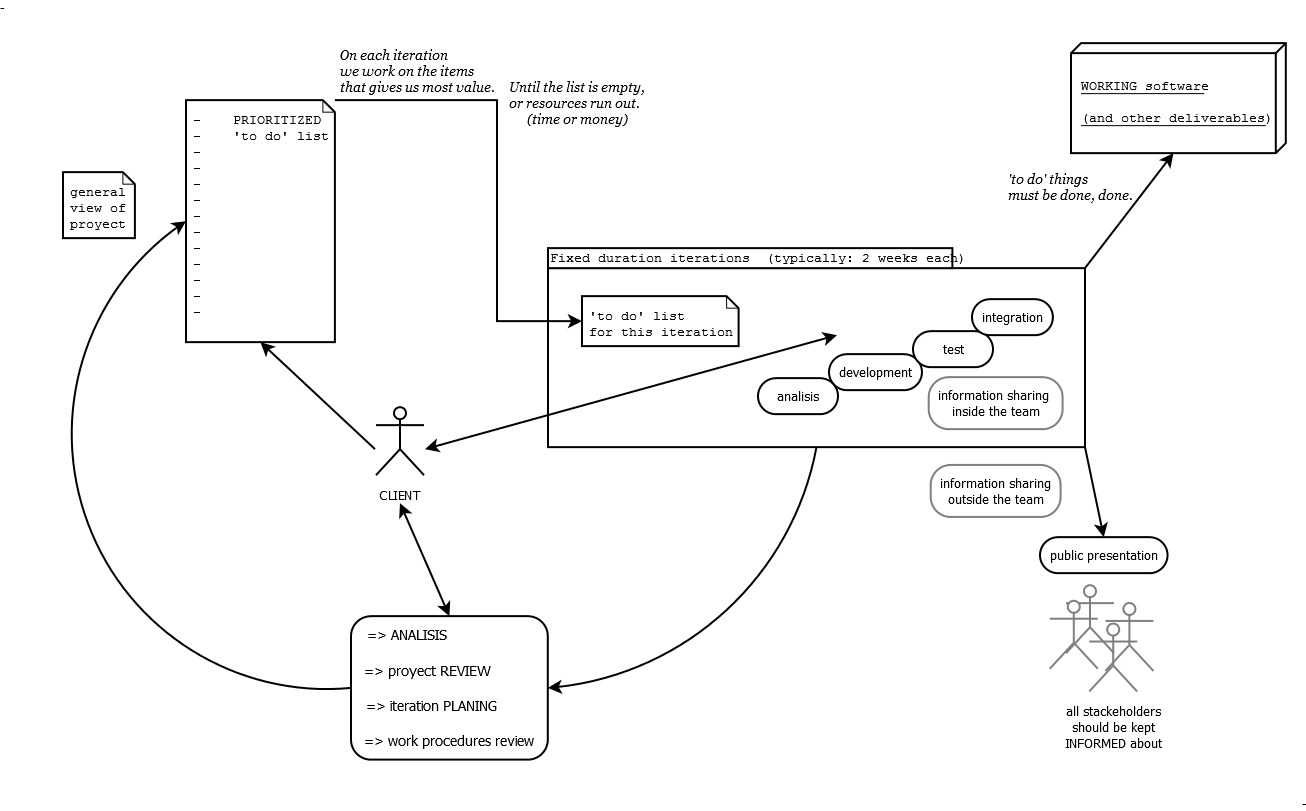 On each iteration
we work on the items
that gives us most value.
Until the list is empty,
or resources run out.
(time or money)
PRIORITIZED
'to do' list
general
view of
proyect
WORKING software
(and other deliverables)
'to do' things
must be done, done.
Fixed duration iterations (typically: 2 weeks each)
'to do' list
for this iteration
integration
test
development
analisis
information sharing
inside the team
CLIENT
information sharing
outside the team
public presentation
=> ANALISIS
=> proyect REVIEW
=> iteration PLANING
=> work procedures review
all stackeholders
should be kept
INFORMED about